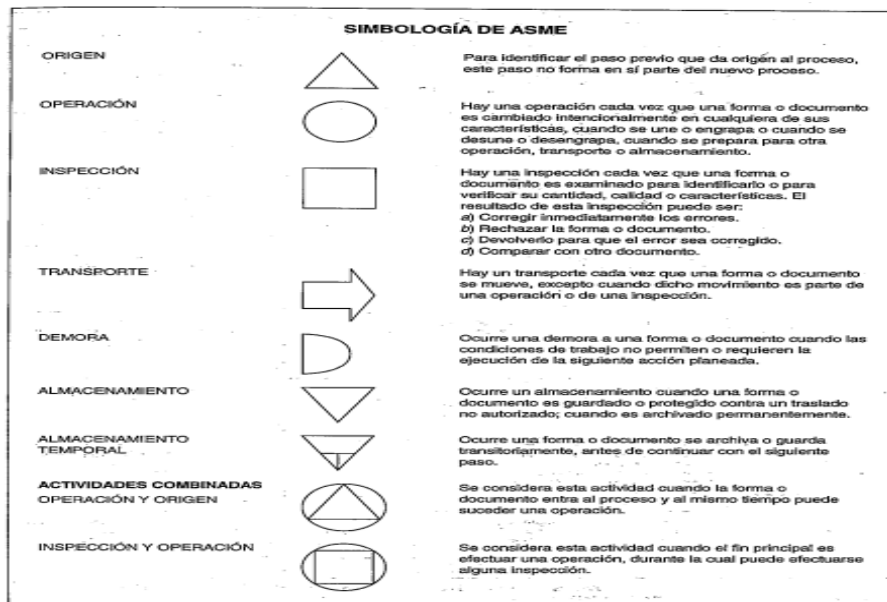 SIMBOLOGÍA DE ASME
ORIGEN
Para identificar el paso previo que da origen al proceso,
este paso no forma en sí parte del nuevo proceso.
OPERACIÓN
Hay una operación cada vez que una forma o documento
es cambiado intencionalmente en cualquiera de sus
características, cuando se une o engrapa o cuando se
desune o desengrapa, cuando se prepara para otra
operación, transporte o almacenamiento.
INSPECCIÓN
Hay una inspección cada vez que una forma o
documento es examinado para identificarlo o para
verificar su cantidad, calidad o características. El
resultado de esta inspección puede ser:
a) Corregir inmediatamente los errores.
b) Rechazar la forma o documento.
c) Devolverlo para que el error sea corregido.
d) Comparar con otro documento.
TRANSPORTE
Hay un transporte cada vez que una forma o documento
se mueve, excepto cuando dicho movimiento es parte de
una operación o de una inspección.
DEMORA
Ocurre una demora a una forma o documento cuando las
condiciones de trabajo no permiten o requieren la
ejecución de la siguiente acción planeada.
ALMACENAMIENTO
Ocurre un almacenamiento cuando una forma o
documento es guardado o protegido contra un traslado
no autorizado; cuando es archivado permanentemente.
ALMACENAMIENTO
TEMPORAL
Ocurre una forma o documento se archiva o guarda
transitoriamente, antes de continuar con el siguiente
paso.
ACTIVIDADES COMBINADAS
OPERACIÓN Y ORIGEN
Se considera esta actividad cuando la forma o
documento entra al proceso y al mismo tiempo puede
suceder una operación.
INSPECCIÓN Y OPERACIÓN
Se considera esta actividad cuando el fin principal es
efectuar una operación, durante la cual puede efectuarse
alguna inspección.